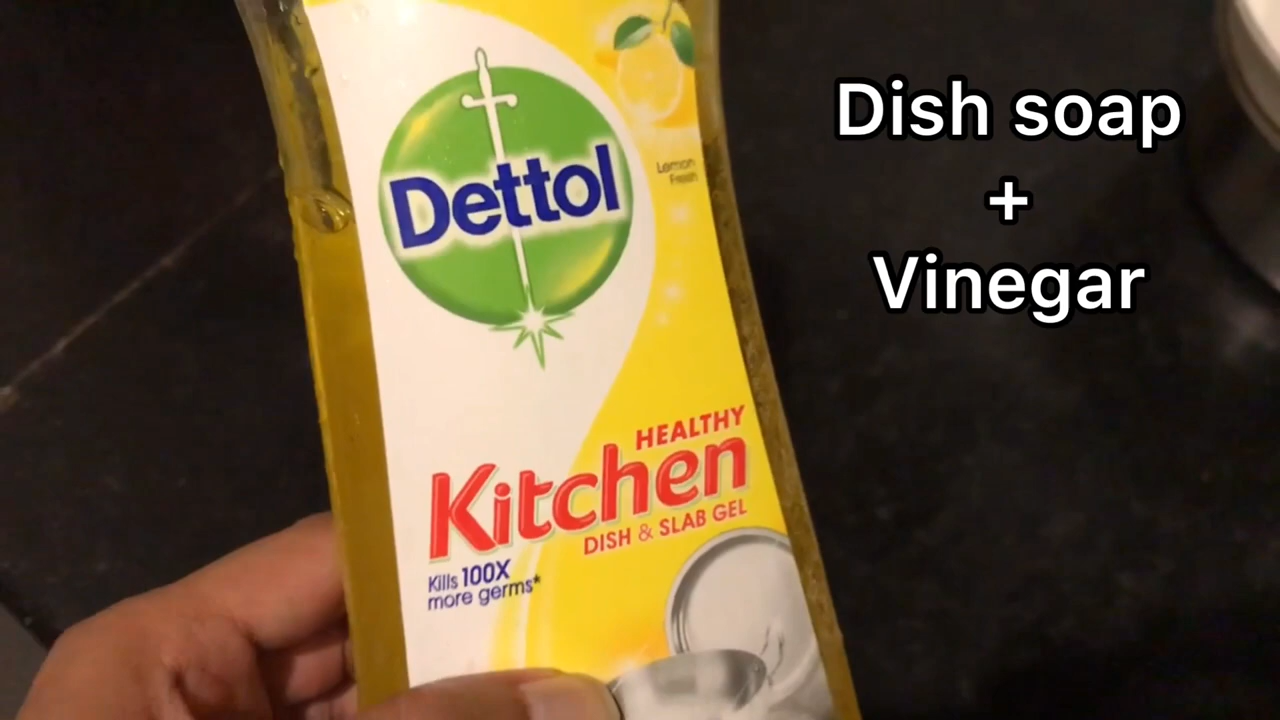 Dettol
Lemon
Fresh
HEALTHY
Kitchen
DISH & SLAB GEL
Kills 100X
more germs*
Dish soap
+
Vinegar